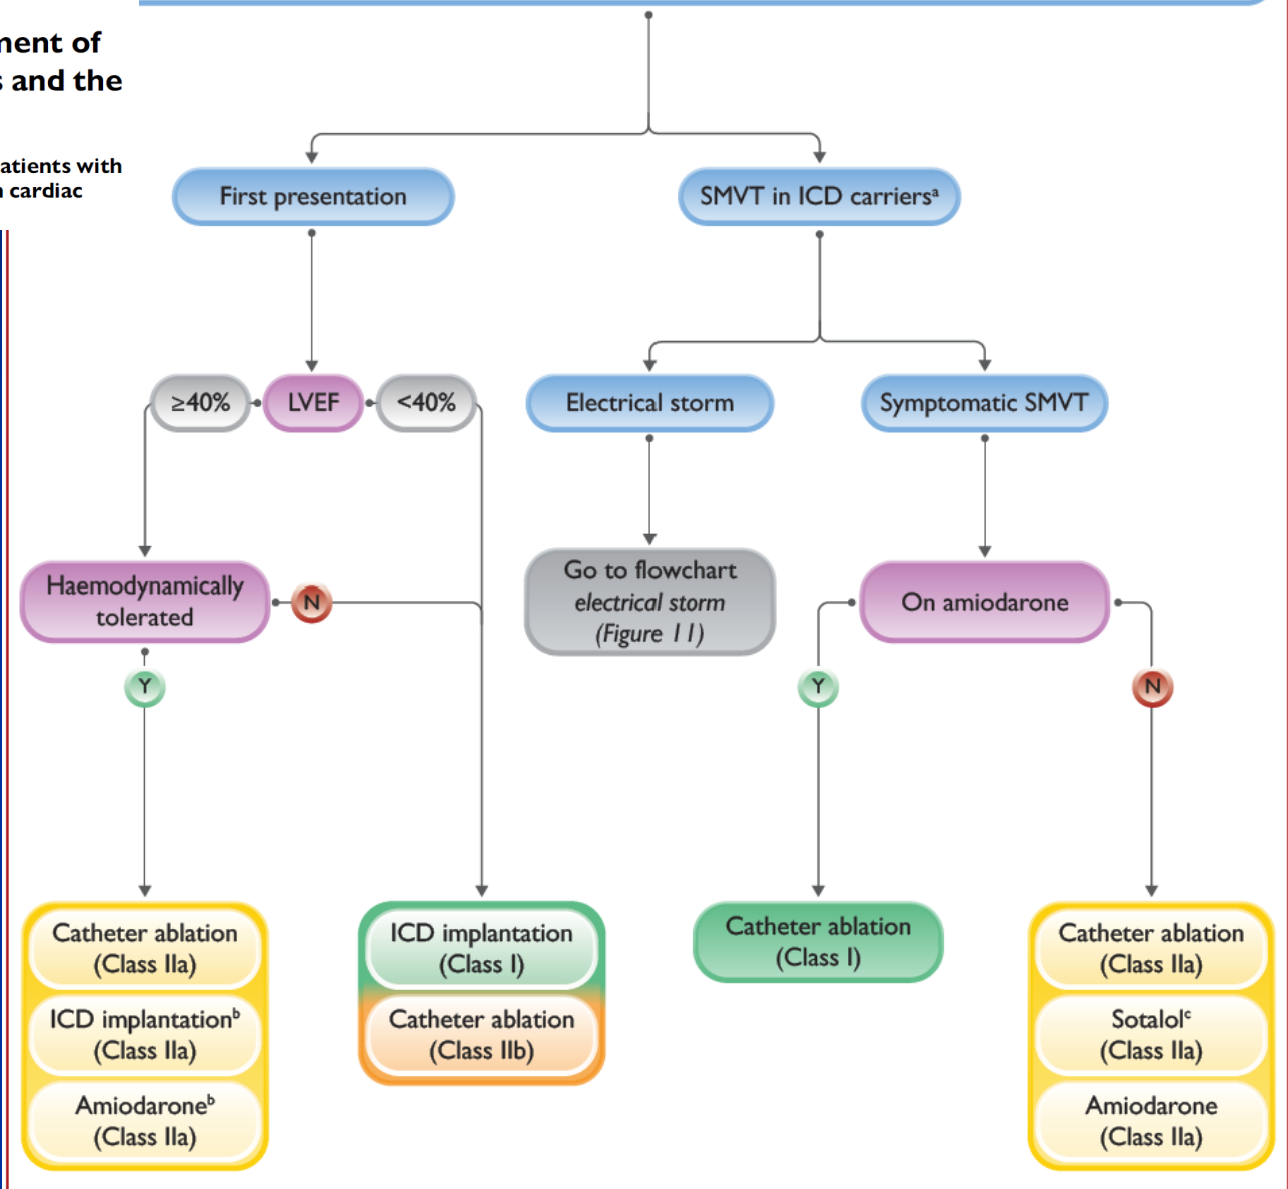 ment of
s and the
atients with
n cardiac
First presentation
SMVT in ICD carriersᵃ
≥40%
LVEF
<40%
Electrical storm
Symptomatic SMVT
Haemodynamically
tolerated
N
Go to flowchart
electrical storm
(Figure 11)
On amiodarone
Y
Y
N
Catheter ablation
(Class IIa)
ICD implantationᵇ
(Class IIa)
Amiodaroneᵇ
(Class IIa)
ICD implantation
(Class I)
Catheter ablation
(Class IIb)
Catheter ablation
(Class I)
Catheter ablation
(Class IIa)
Sotalolᶜ
(Class IIa)
Amiodarone
(Class IIa)